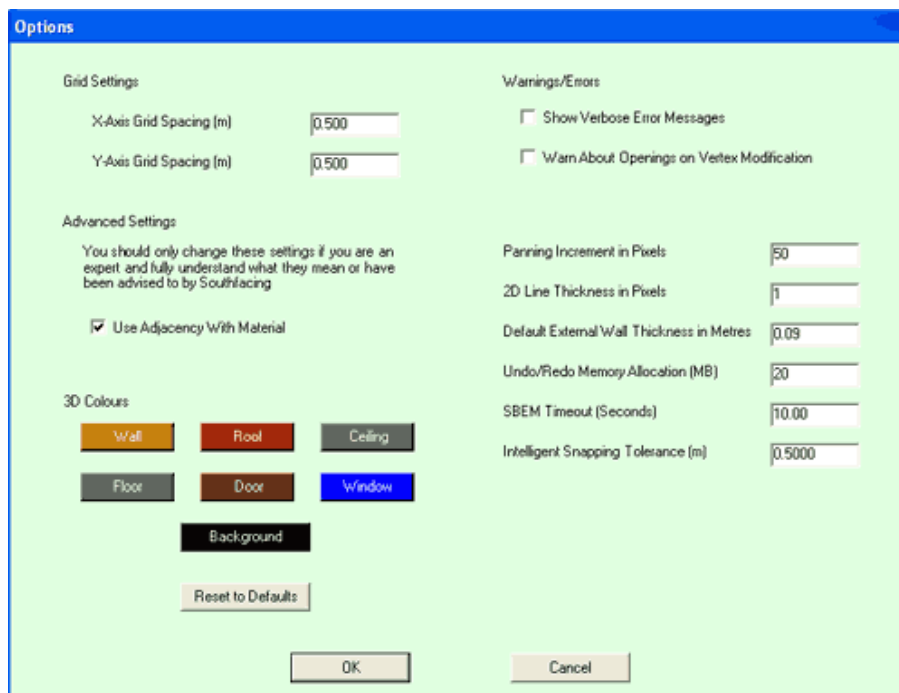 Options
Grid Settings
X-Axis Grid Spacing (m)
0.500
Y-Axis Grid Spacing (m)
0.500
Advanced Settings
You should only change these settings if you are an
expert and fully understand what they mean or have
been advised to by Southfacing
Use Adjacency With Material
3D Colours
Wall
Roof
Ceiling
Floor
Door
Window
Background
Reset to Defaults
Warnings/Errors
Show Verbose Error Messages
Warn About Openings on Vertex Modification
Panning Increment in Pixels
50
2D Line Thickness in Pixels
1
Default External Wall Thickness in Metres
0.09
Undo/Redo Memory Allocation (MB)
20
SBEM Timeout (Seconds)
10.00
Intelligent Snapping Tolerance (m)
0.5000
OK
Cancel